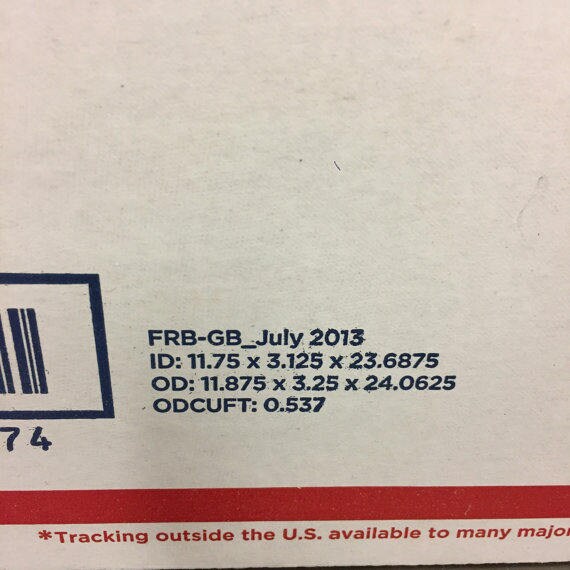 FRB-GB_July 2013
ID: 11.75 x 3.125 x 23.6875
OD: 11.875 x 3.25 x 24.0625
ODCUFT: 0.537
74
*Tracking outside the U.S. available to many major